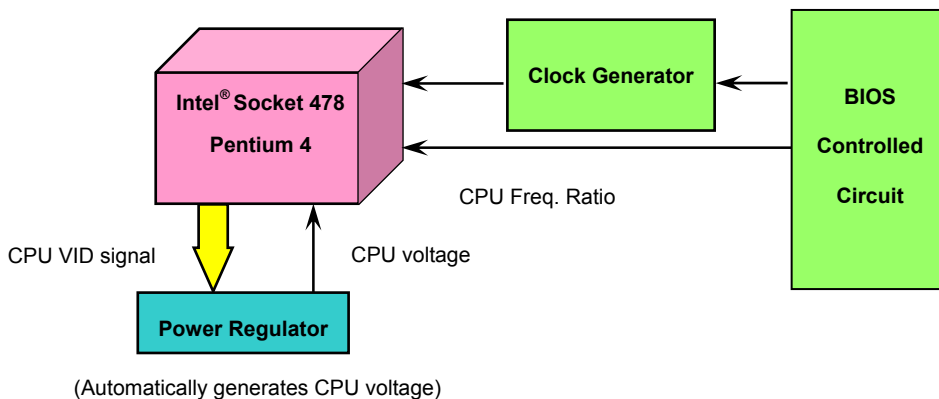 Intel® Socket 478
Pentium 4
Clock Generator
BIOS
Controlled
Circuit
CPU Freq. Ratio
CPU VID signal
CPU voltage
Power Regulator
(Automatically generates CPU voltage)